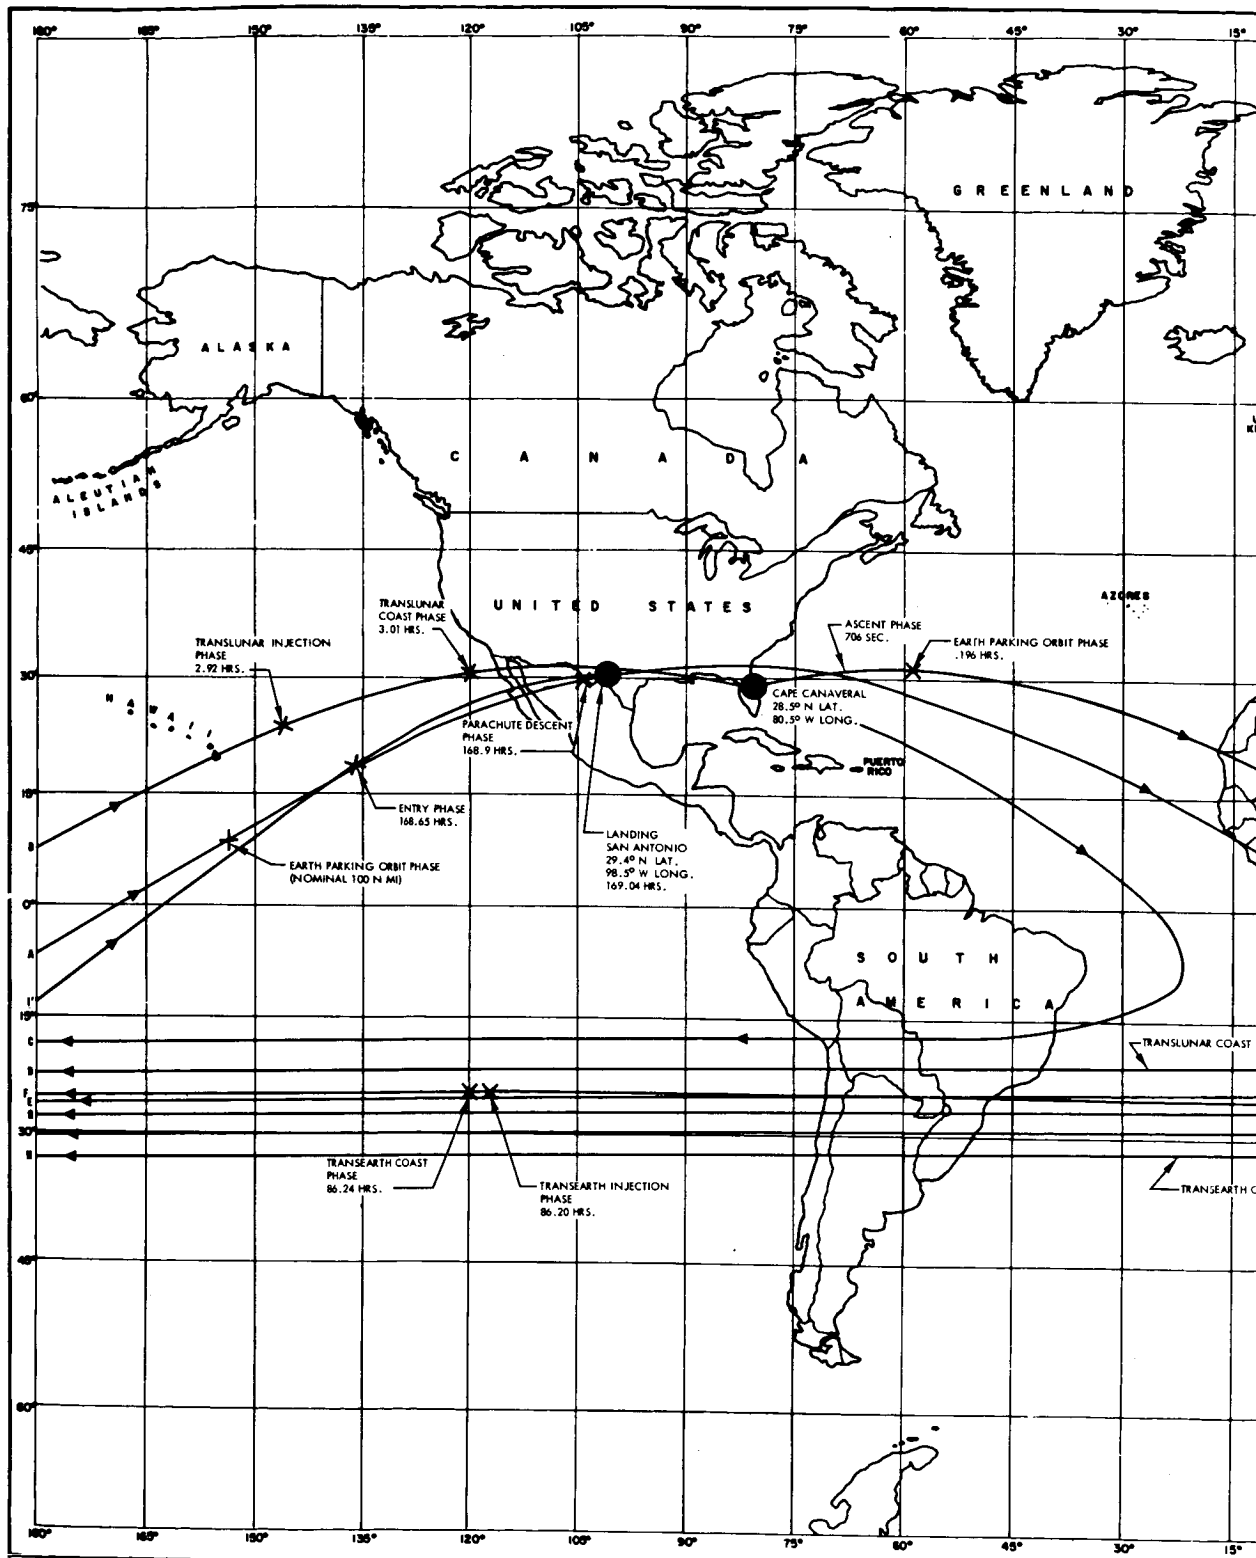 180° 165° 150° 135° 120° 105° 90° 75° 60° 45° 30° 15°
GREENLAND
75°
ALASKA
60°
CANADA
ALEUTIAN
ISLANDS
45°
UNITED STATES
AZORES
TRANSLUNAR
COAST PHASE
3.01 HRS.
TRANSLUNAR INJECTION
PHASE
2.92 HRS.
ASCENT PHASE
706 SEC.
EARTH PARKING ORBIT PHASE
.196 HRS.
30°
HAWAII
CAPE CANAVERAL
28.5° N LAT.
80.5° W LONG.
PARACHUTE DESCENT
PHASE
168.9 HRS.
PUERTO
RICO
15°
ENTRY PHASE
168.65 HRS.
LANDING
SAN ANTONIO
29.4° N LAT.
98.5° W LONG.
169.04 HRS.
B
EARTH PARKING ORBIT PHASE
(NOMINAL 100 N MI)
0°
A
SOUTH
AMERICA
I'
15°
C
TRANSLUNAR COAST
D
F
E
G
30°
H
TRANSEARTH COAST
PHASE
86.24 HRS.
TRANSEARTH INJECTION
PHASE
86.20 HRS.
TRANSEARTH C
45°
60°
180° 165° 150° 135° 120° 105° 90° 75° 60° 45° 30° 15°